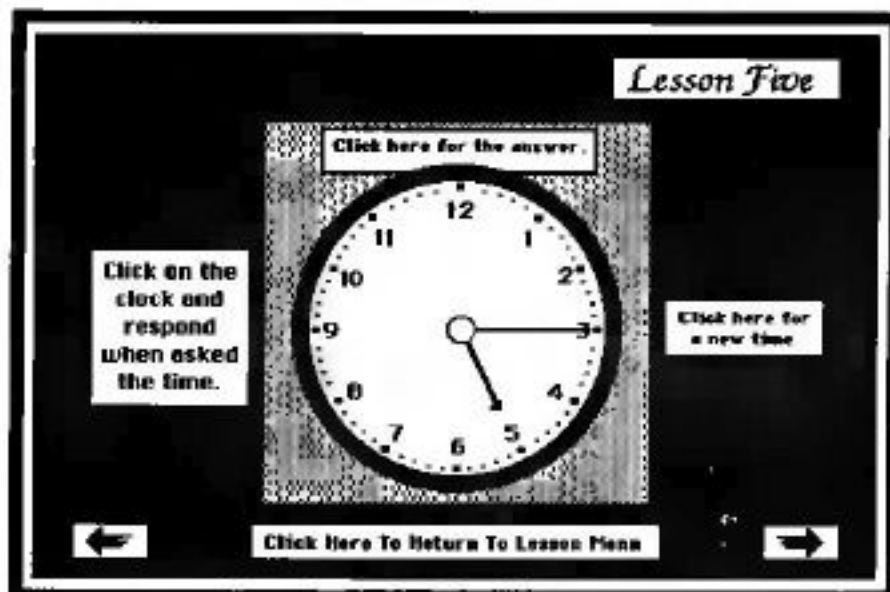 Lesson Five
Click here for the answer.
12
11
1
10
2
9
3
8
4
7
5
6
Click on the
clock and
respond
when asked
the time.
Click here for
a new time
Click Here To Return To Lesson Menu